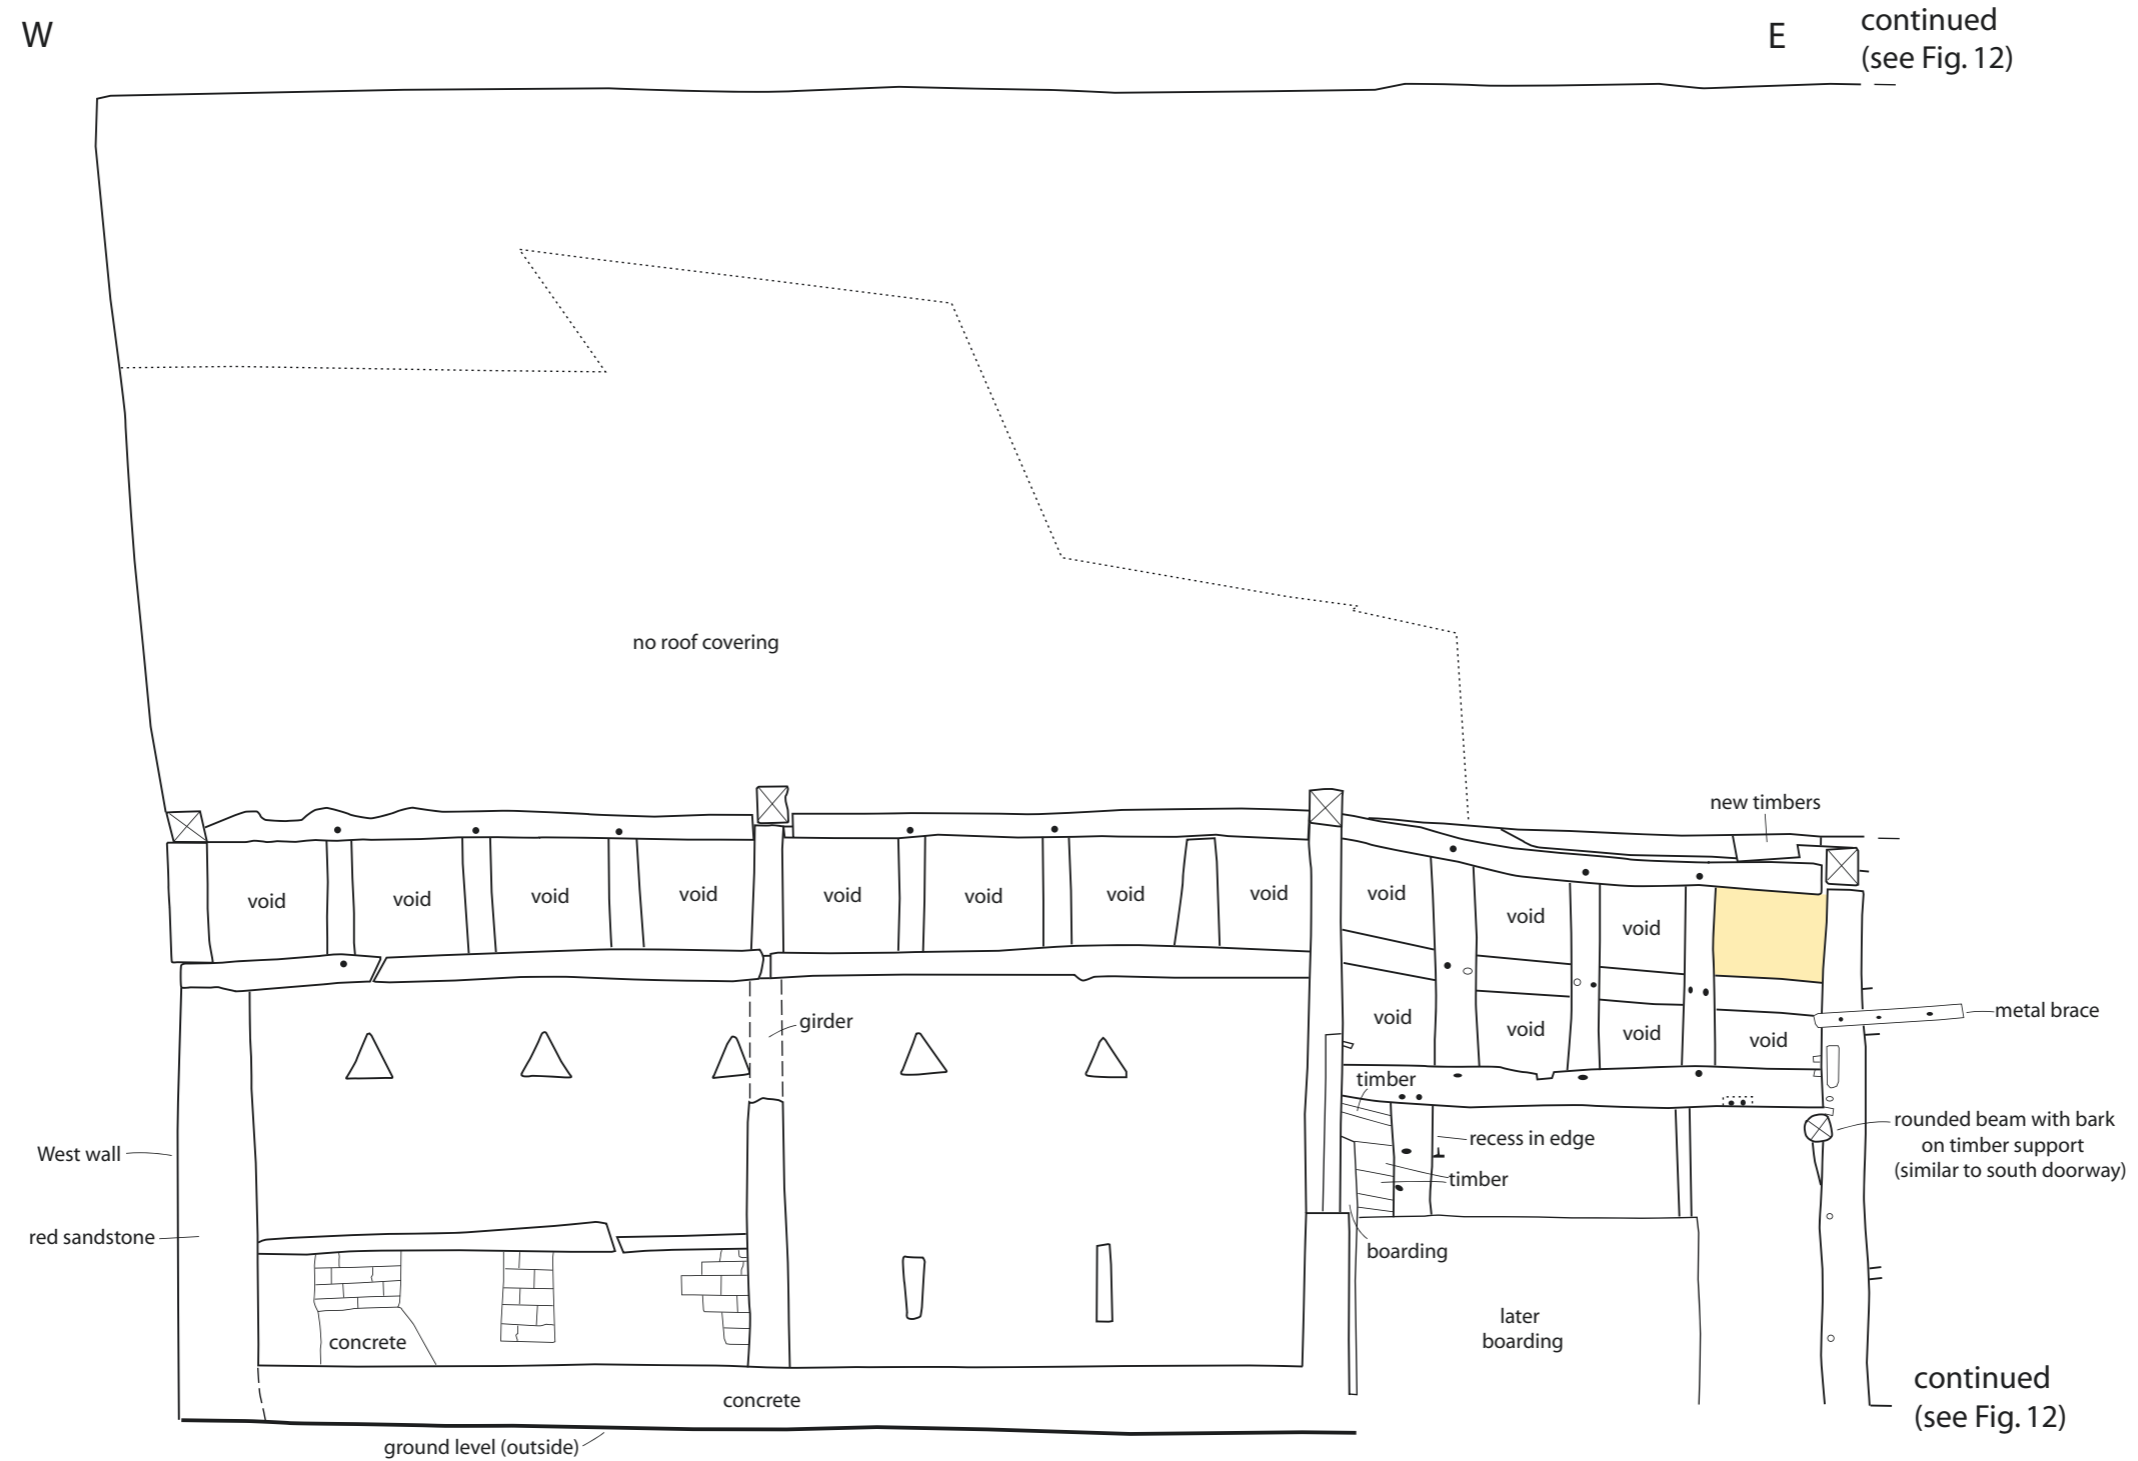 W
E
continued
(see Fig. 12)
no roof covering
new timbers
void
void
void
void
void
void
void
void
void
void
void
metal brace
void
void
void
void
girder
timber
rounded beam with bark
on timber support
(similar to south doorway)
recess in edge
West wall
timber
red sandstone
boarding
later
boarding
concrete
concrete
continued
(see Fig. 12)
ground level (outside)